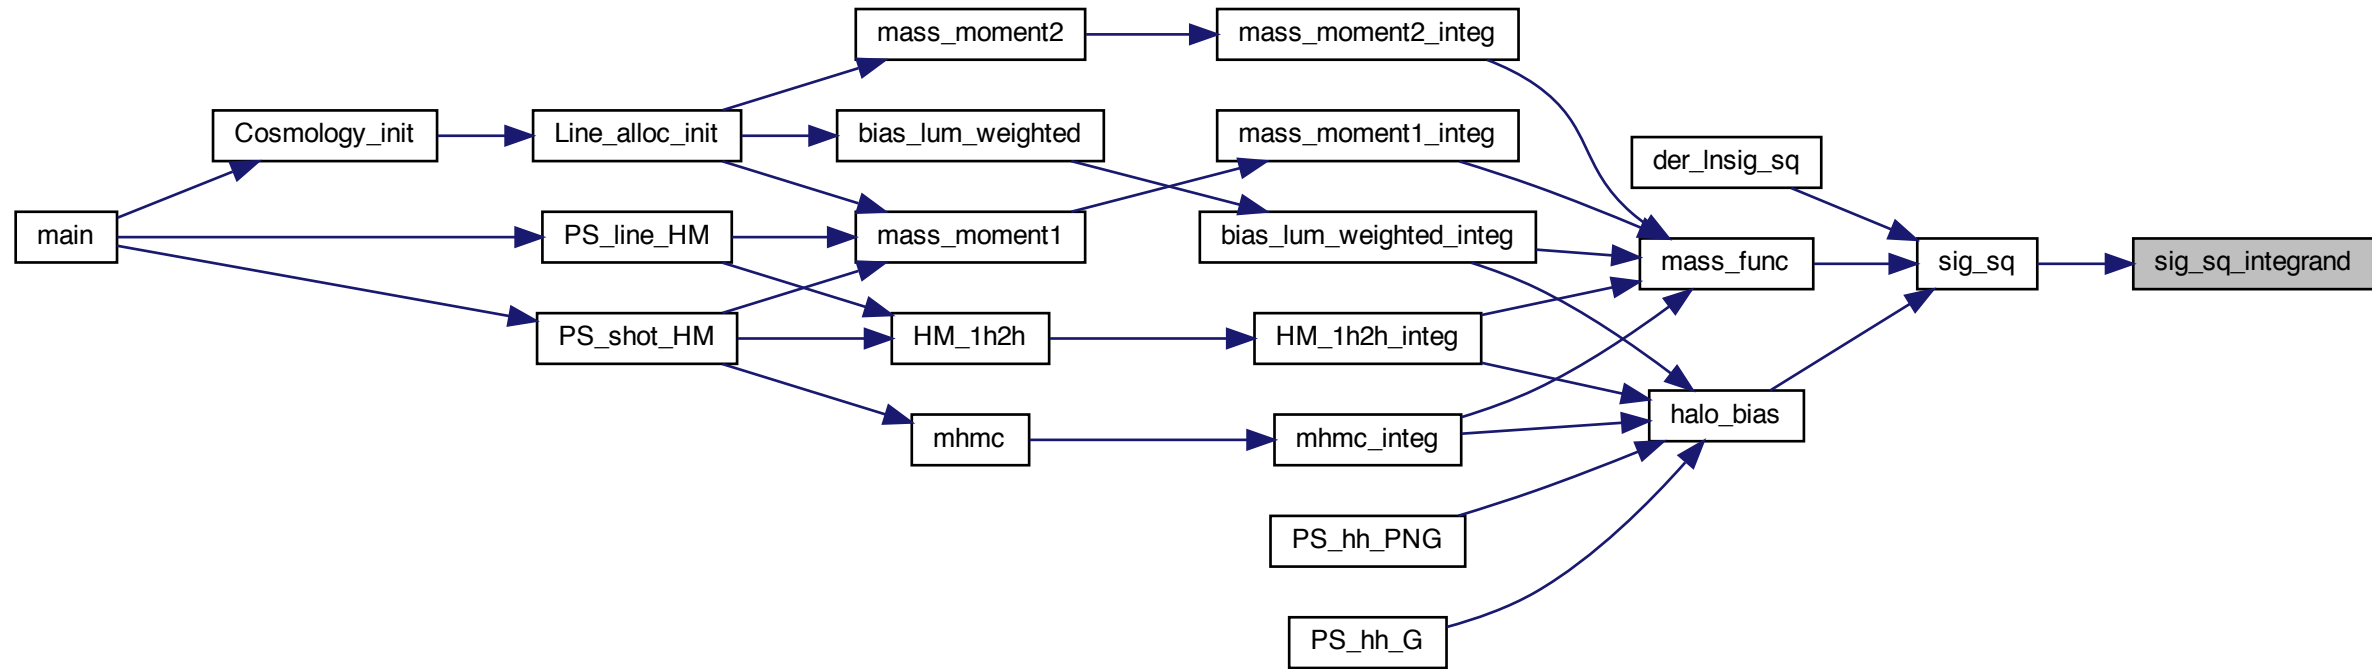 mass_moment2
mass_moment2_integ
Cosmology_init
Line_alloc_init
bias_lum_weighted
mass_moment1_integ
der_lnsig_sq
main
PS_line_HM
mass_moment1
bias_lum_weighted_integ
mass_func
sig_sq
sig_sq_integrand
PS_shot_HM
HM_1h2h
HM_1h2h_integ
halo_bias
mhmc
mhmc_integ
PS_hh_PNG
PS_hh_G